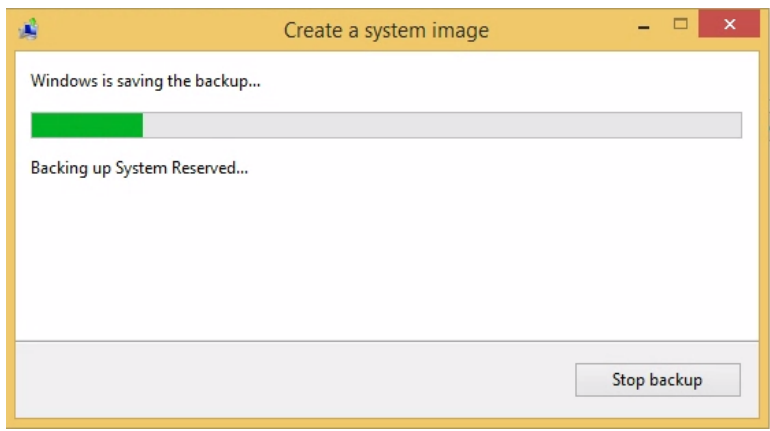 Create a system image
Windows is saving the backup...
Backing up System Reserved...
Stop backup